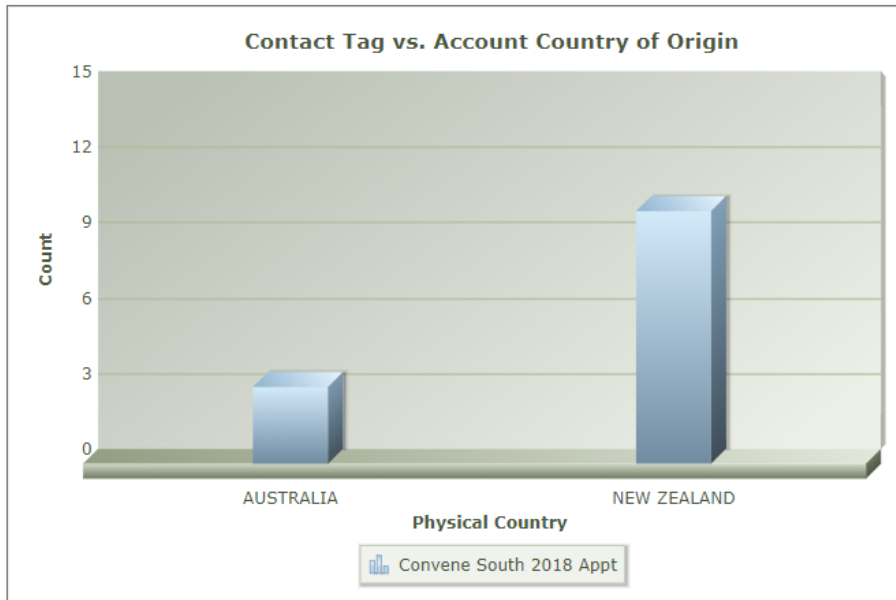 Contact Tag vs. Account Country of Origin
15
12
9
6
3
0
Count
AUSTRALIA
NEW ZEALAND
Physical Country
Convene South 2018 Appt